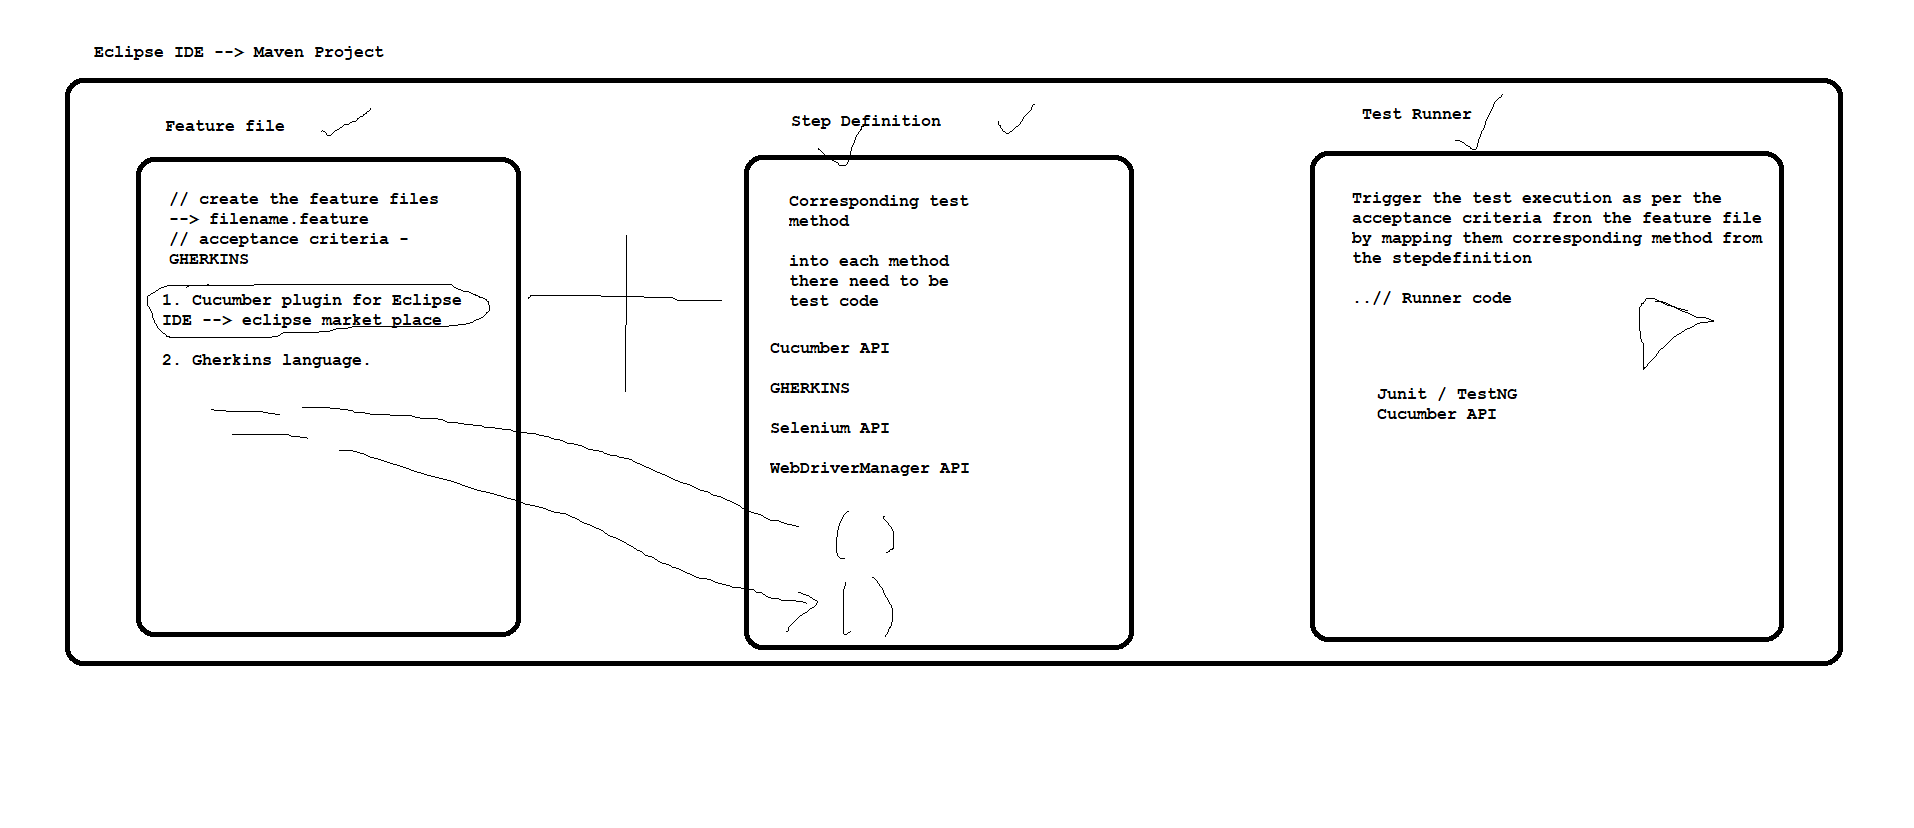 Eclipse IDE --> Maven Project
Feature file
// create the feature files
--> filename.feature
// acceptance criteria -
GHERKINS
1. Cucumber plugin for Eclipse
IDE --> eclipse market place
2. Gherkins language.
Step Definition
Corresponding test
method
into each method
there need to be
test code
Cucumber API
GHERKINS
Selenium API
WebDriverManager API
Test Runner
Trigger the test execution as per the
acceptance criteria fron the feature file
by mapping them corresponding method from
the stepdefinition
..// Runner code
Junit / TestNG
Cucumber API